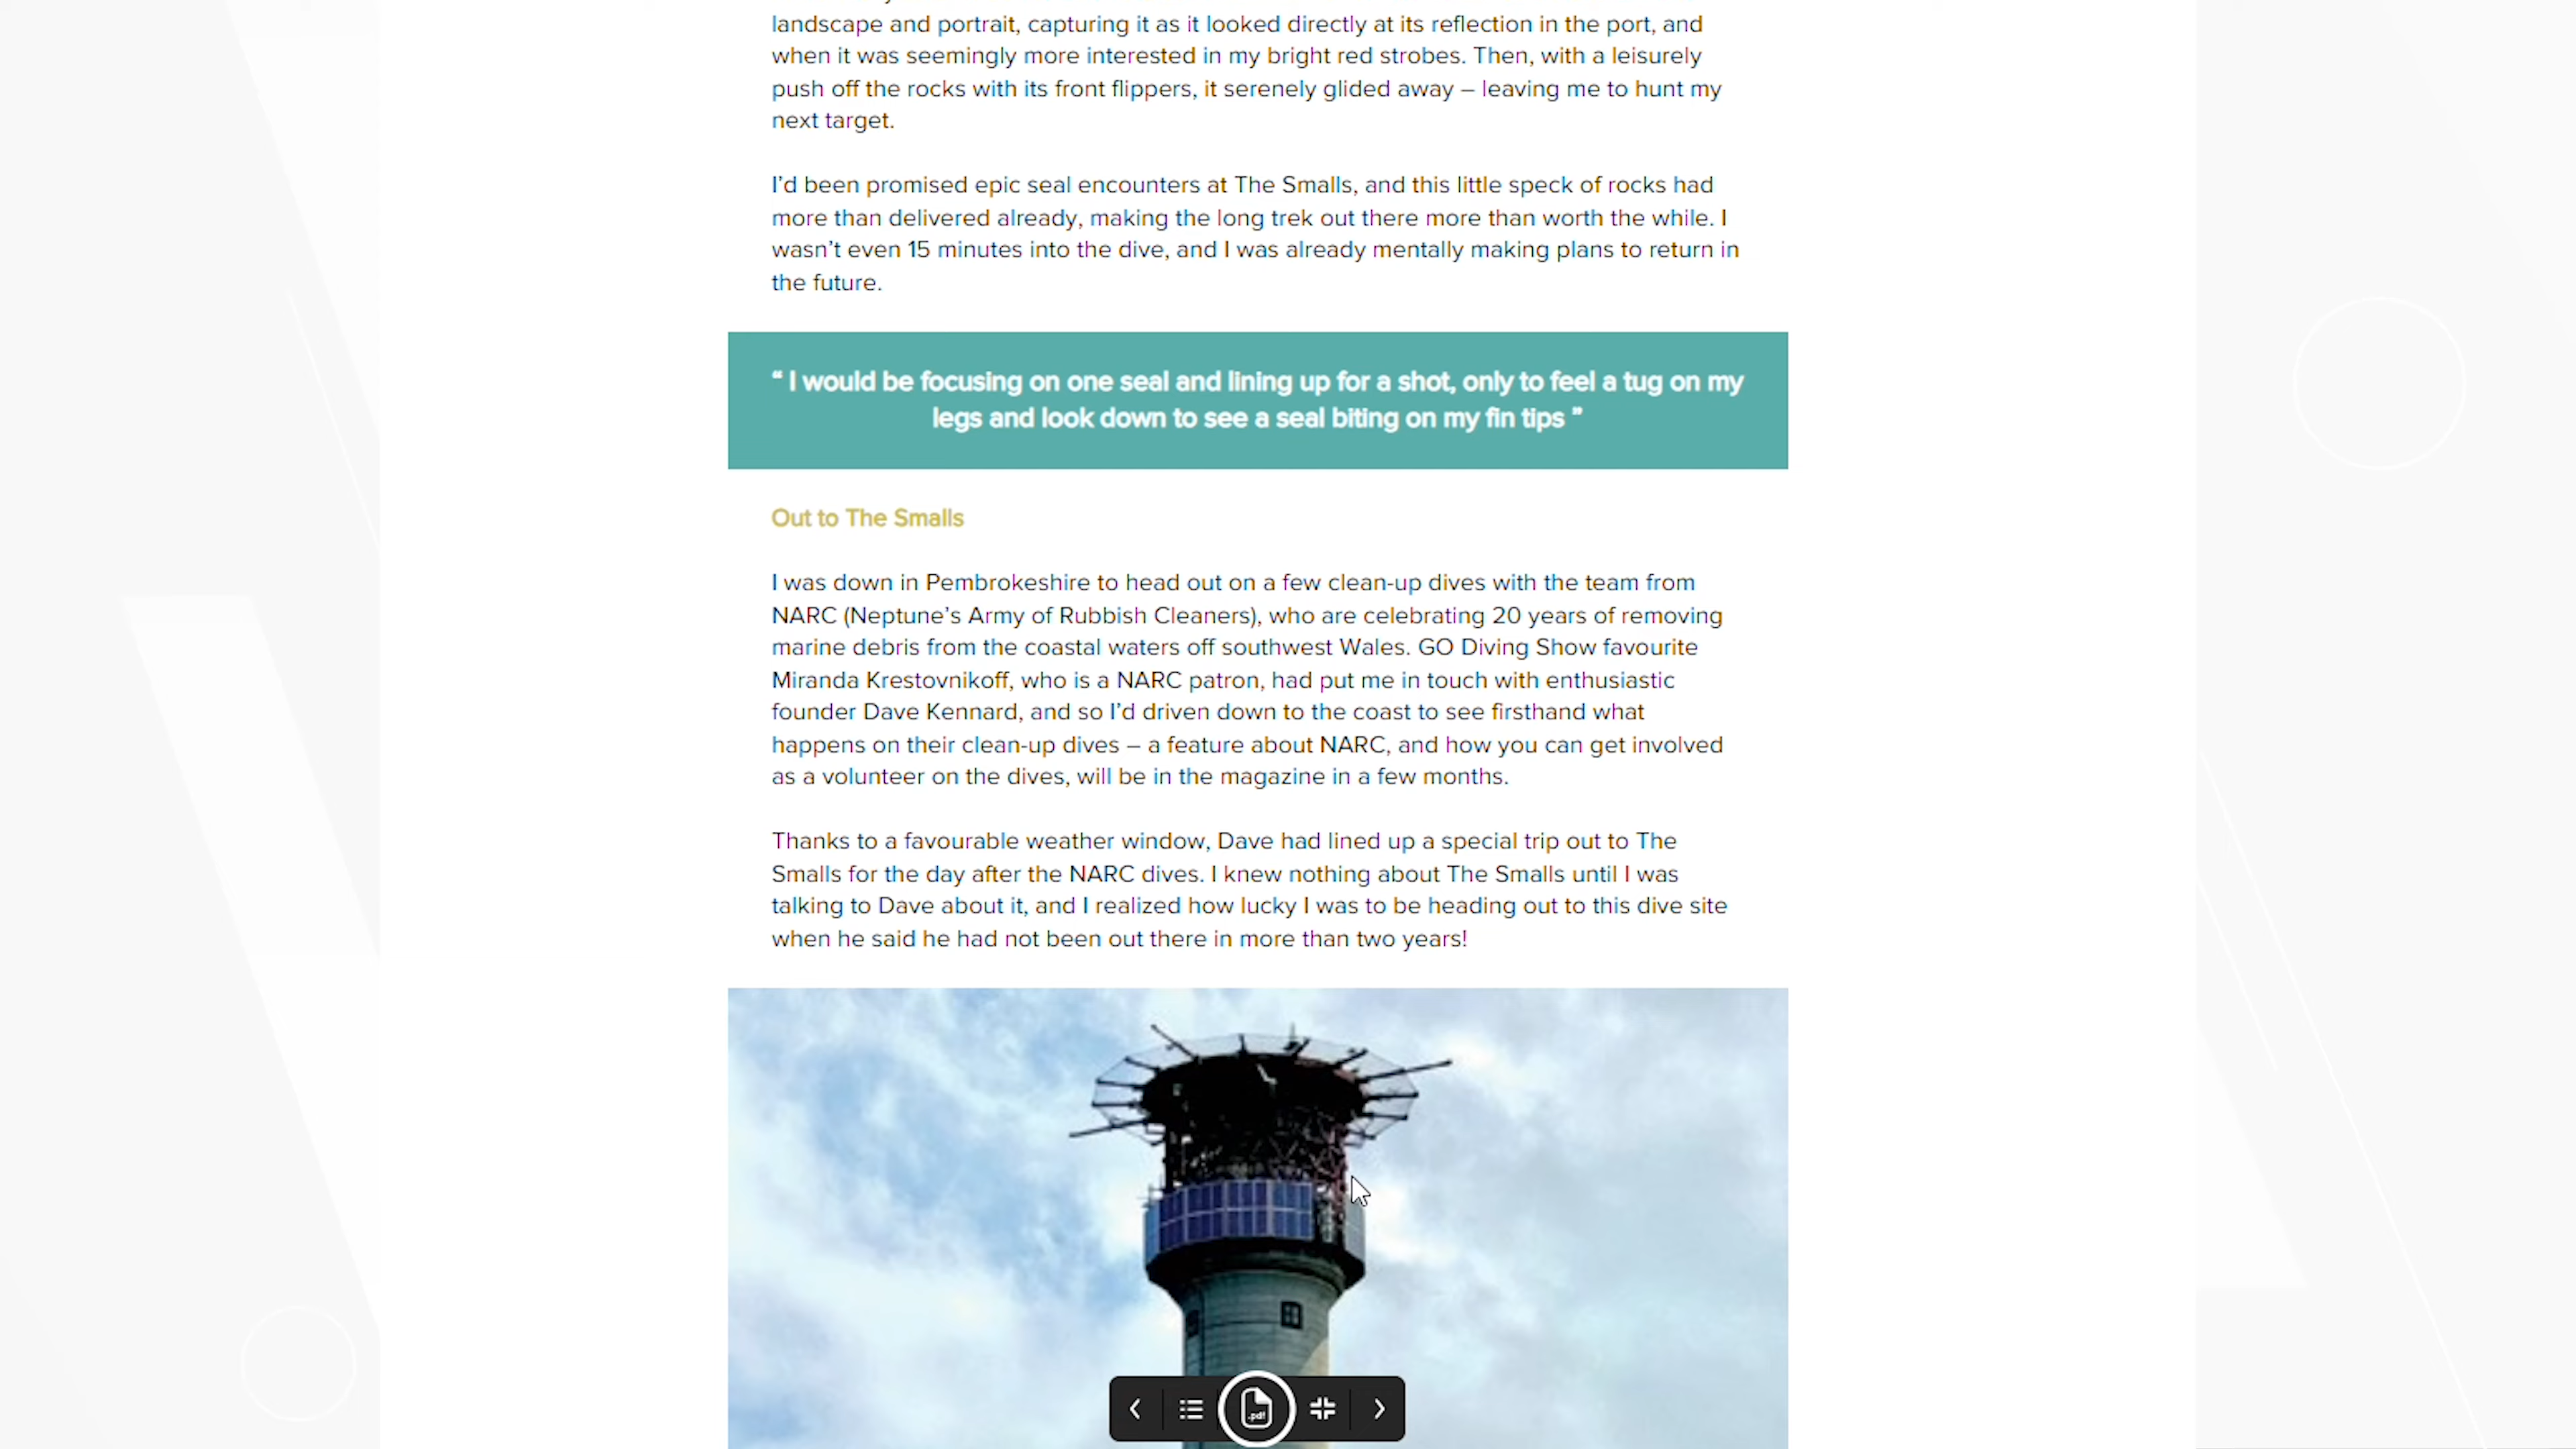 landscape and portrait, capturing it as it looked directly at its reflection in the port, and
when it was seemingly more interested in my bright red strobes. Then, with a leisurely
push off the rocks with its front flippers, it serenely glided away – leaving me to hunt my
next target.
I’d been promised epic seal encounters at The Smalls, and this little speck of rocks had
more than delivered already, making the long trek out there more than worth the while. I
wasn’t even 15 minutes into the dive, and I was already mentally making plans to return in
the future.
“ I would be focusing on one seal and lining up for a shot, only to feel a tug on my
legs and look down to see a seal biting on my fin tips ”
Out to The Smalls
I was down in Pembrokeshire to head out on a few clean-up dives with the team from
NARC (Neptune’s Army of Rubbish Cleaners), who are celebrating 20 years of removing
marine debris from the coastal waters off southwest Wales. GO Diving Show favourite
Miranda Krestovnikoff, who is a NARC patron, had put me in touch with enthusiastic
founder Dave Kennard, and so I’d driven down to the coast to see firsthand what
happens on their clean-up dives – a feature about NARC, and how you can get involved
as a volunteer on the dives, will be in the magazine in a few months.
Thanks to a favourable weather window, Dave had lined up a special trip out to The
Smalls for the day after the NARC dives. I knew nothing about The Smalls until I was
talking to Dave about it, and I realized how lucky I was to be heading out to this dive site
when he said he had not been out there in more than two years!
.pdf